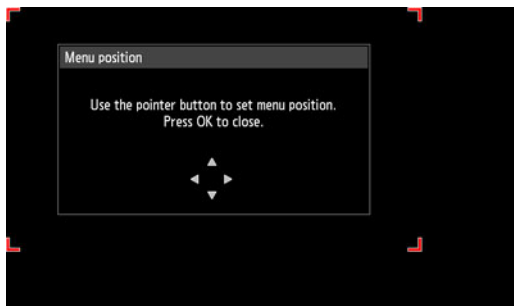 Menu position
Use the pointer button to set menu position.
Press OK to close.